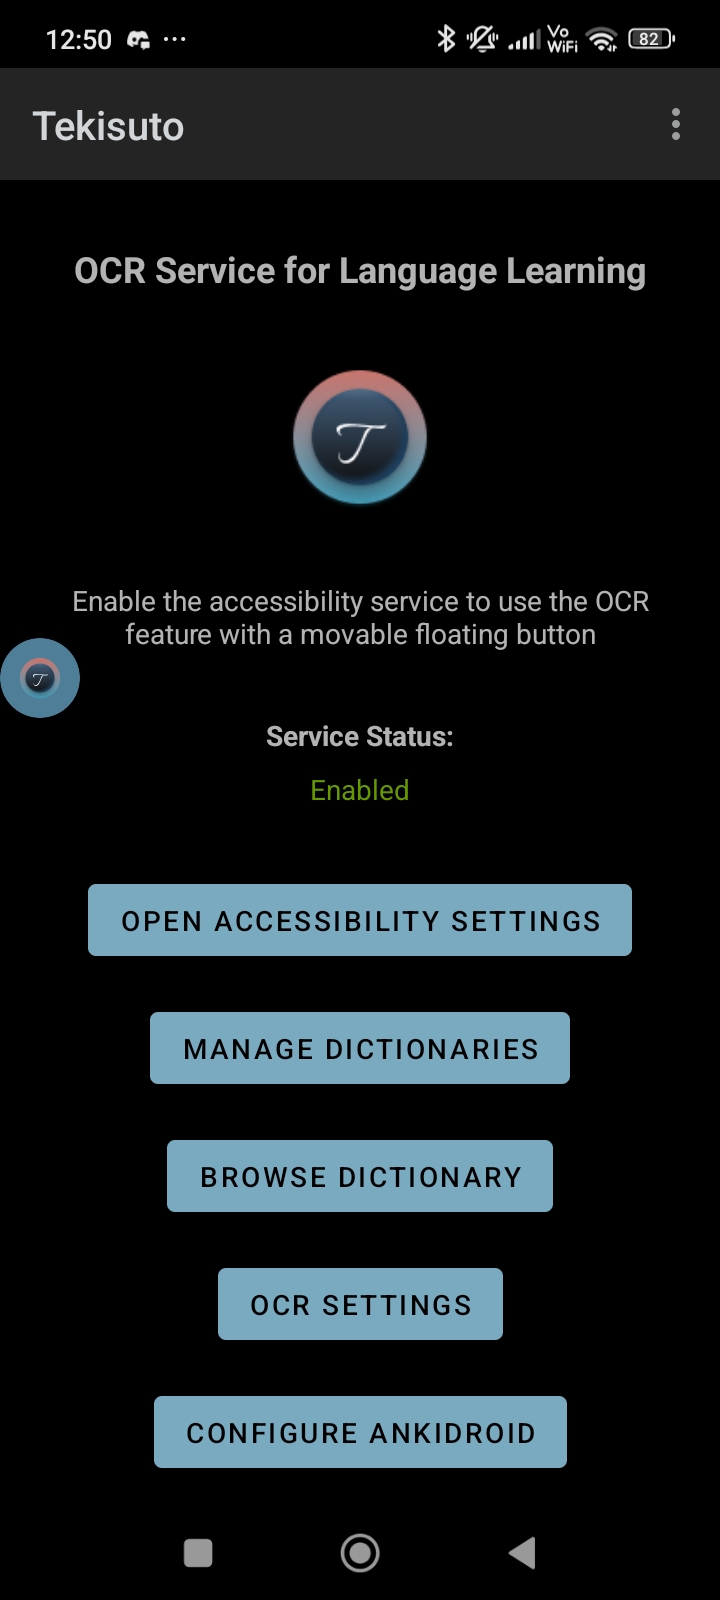 12:50
Vo
WiFi
82
Tekisuto
OCR Service for Language Learning
T
Enable the accessibility service to use the OCR
feature with a movable floating button
T
Service Status:
Enabled
OPEN ACCESSIBILITY SETTINGS
MANAGE DICTIONARIES
BROWSE DICTIONARY
OCR SETTINGS
CONFIGURE ANKIDROID